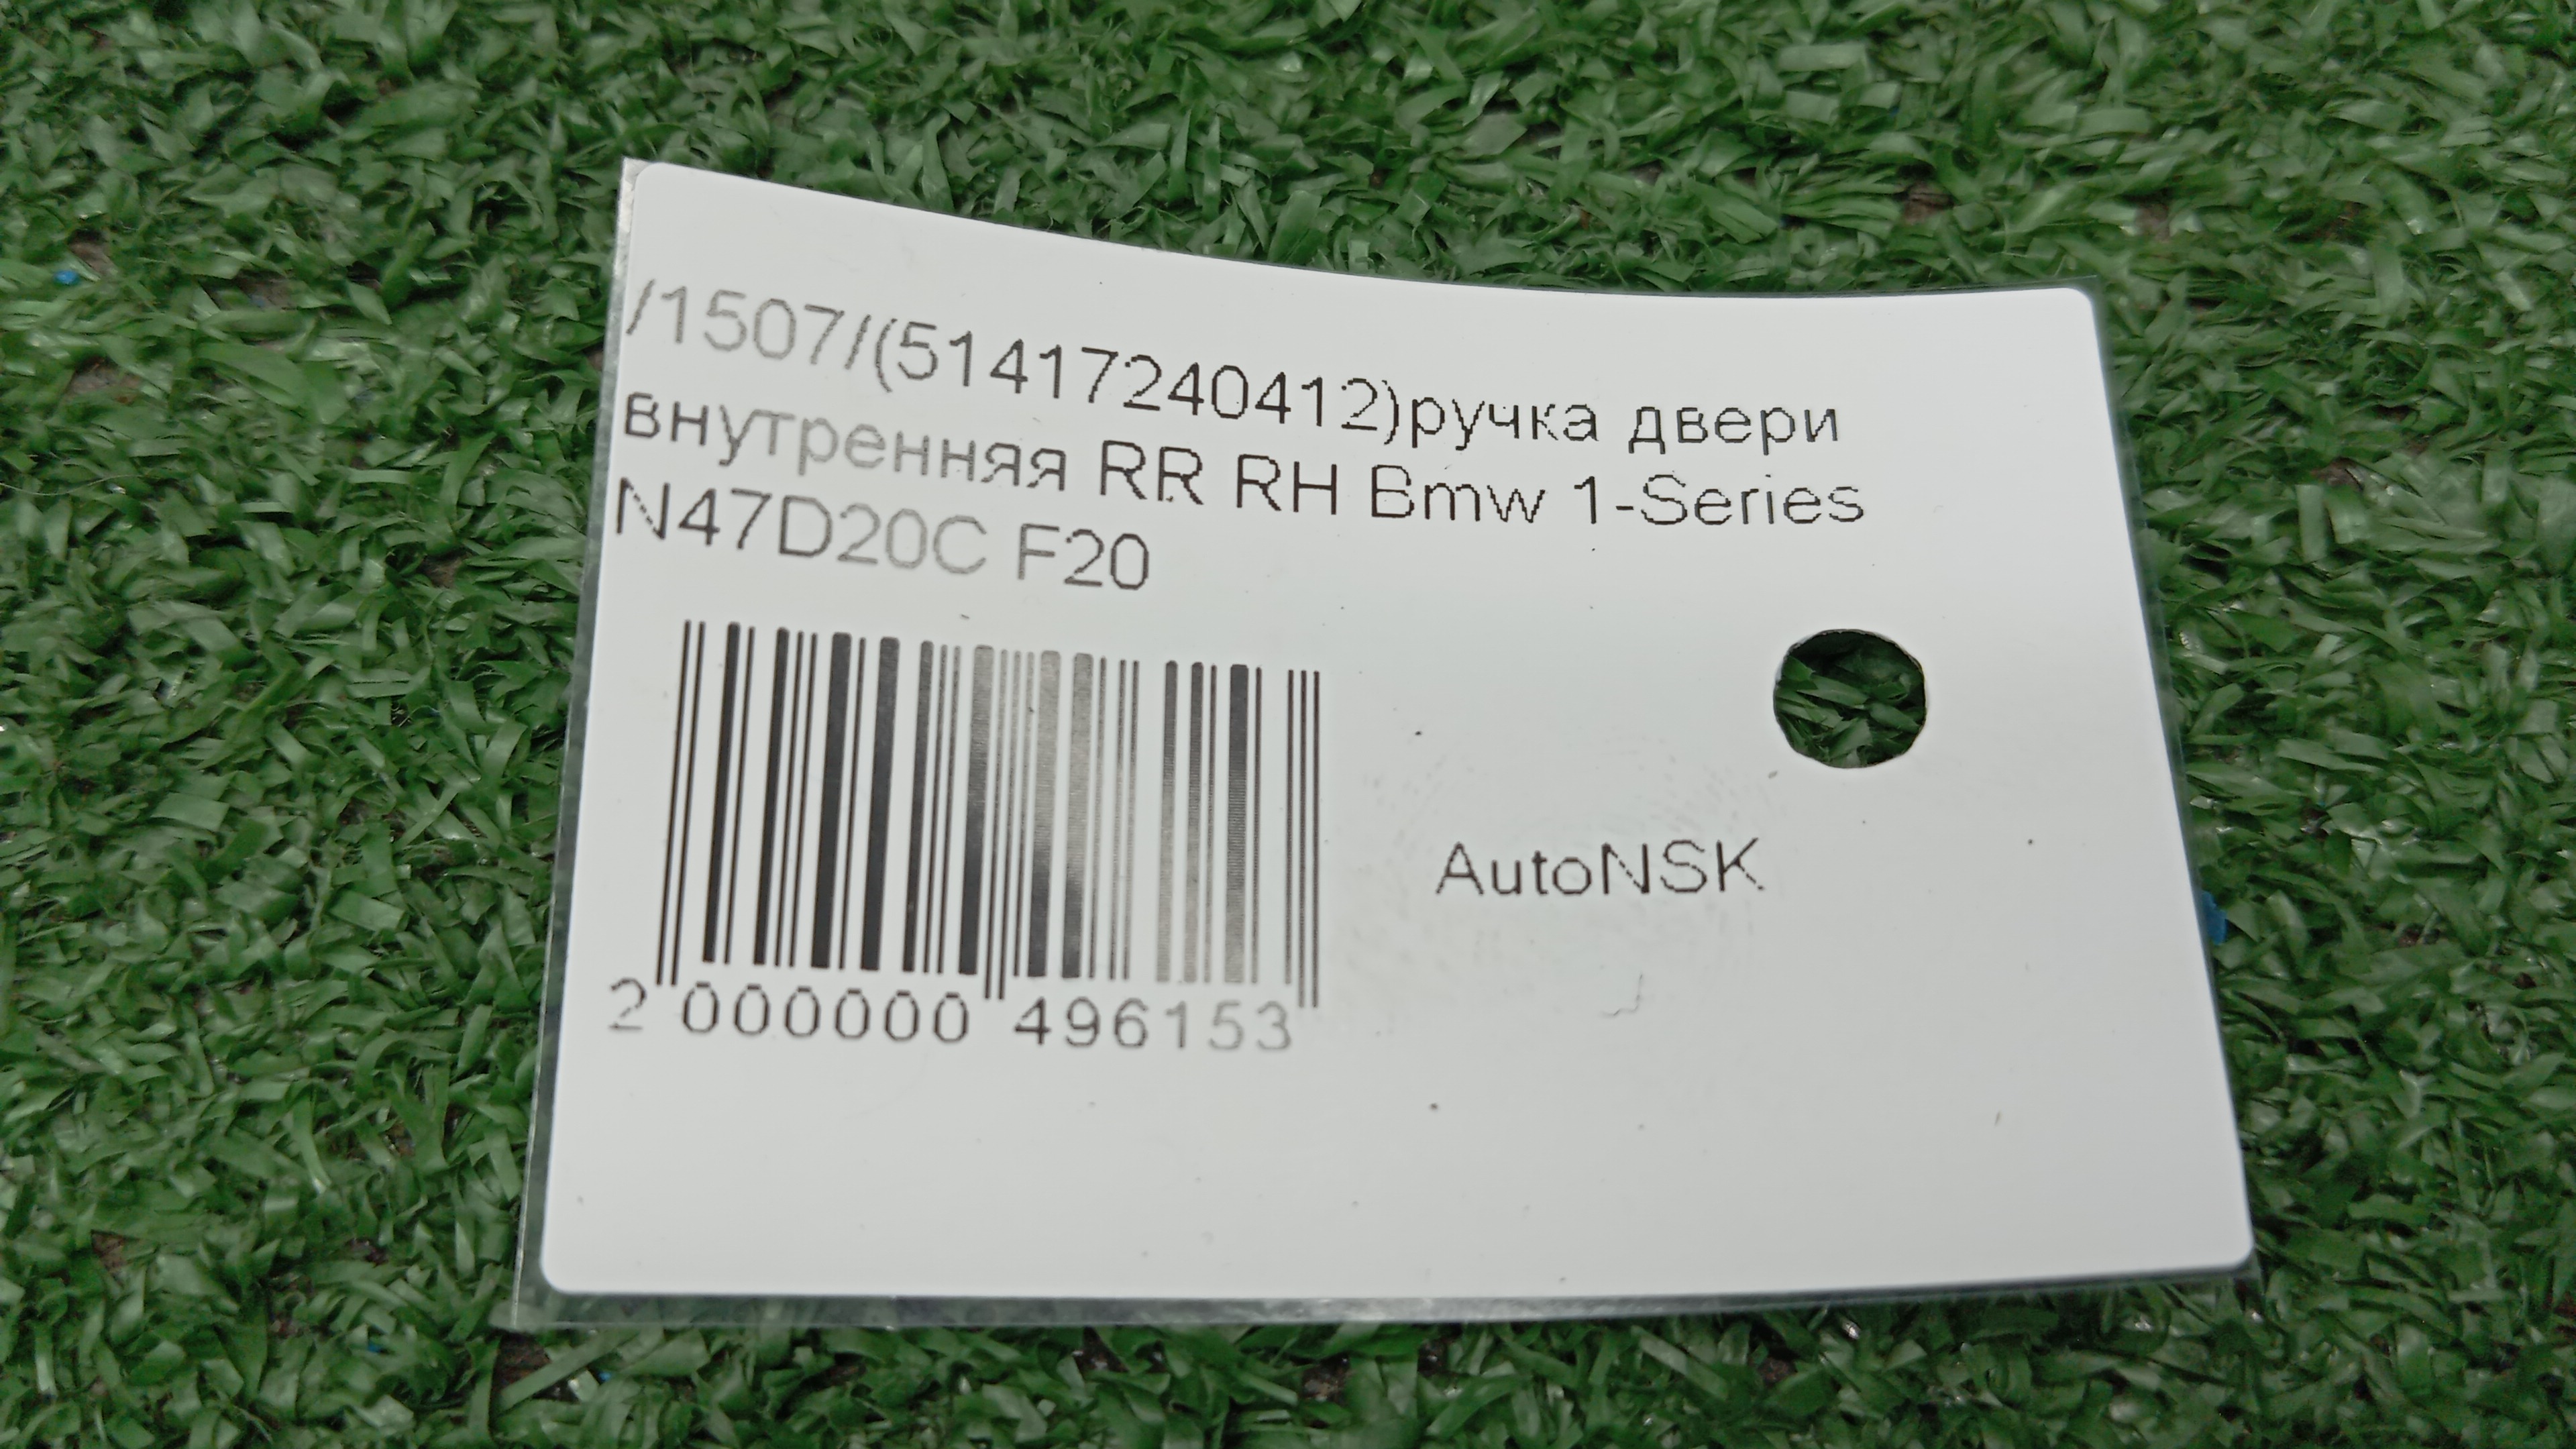 /1507/(51417240412)ручка двери
внутренняя RR RH Bmw 1-Series
N47D20C F20
AutoNSK
2 000000 496153